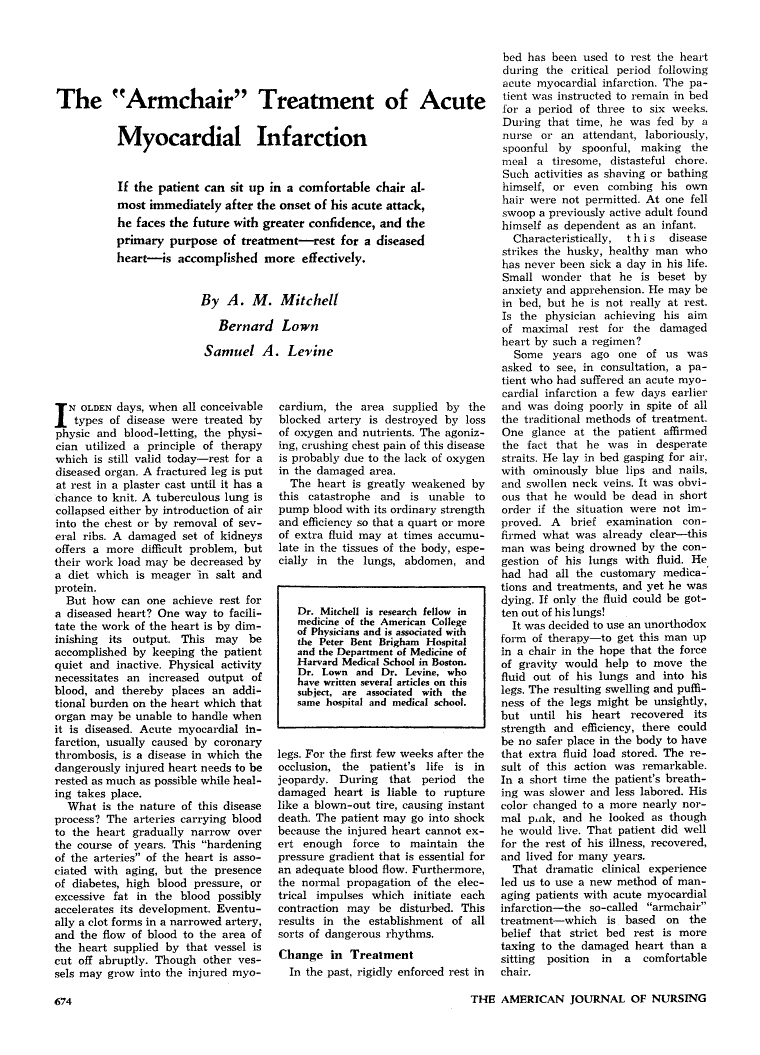 The "Armchair" Treatment of Acute
Myocardial Infarction
If the patient can sit up in a comfortable chair al-
most immediately after the onset of his acute attack,
he faces the future with greater confidence, and the
primary purpose of treatment—rest for a diseased
heart—is accomplished more effectively.
By A. M. Mitchell
Bernard Lown
Samuel A. Levine
IN OLDEN days, when all conceivable
types of disease were treated by
physic and blood-letting, the physi-
cian utilized a principle of therapy
which is still valid today—rest for a
diseased organ. A fractured leg is put
at rest in a plaster cast until it has a
chance to knit. A tuberculous lung is
collapsed either by introduction of air
into the chest or by removal of sev-
eral ribs. A damaged set of kidneys
offers a more difficult problem, but
their work load may be decreased by
a diet which is meager in salt and
protein.
But how can one achieve rest for
a diseased heart? One way to facili-
tate the work of the heart is by dim-
inishing its output. This may be
accomplished by keeping the patient
quiet and inactive. Physical activity
necessitates an increased output of
blood, and thereby places an addi-
tional burden on the heart which that
organ may be unable to handle when
it is diseased. Acute myocardial in-
farction, usually caused by coronary
thrombosis, is a disease in which the
dangerously injured heart needs to be
rested as much as possible while heal-
ing takes place.
What is the nature of this disease
process? The arteries carrying blood
to the heart gradually narrow over
the course of years. This "hardening
of the arteries" of the heart is asso-
ciated with aging, but the presence
of diabetes, high blood pressure, or
excessive fat in the blood possibly
accelerates its development. Eventu-
ally a clot forms in a narrowed artery,
and the flow of blood to the area of
the heart supplied by that vessel is
cut off abruptly. Though other ves-
sels may grow into the injured myo-
cardium, the area supplied by the
blocked artery is destroyed by loss
of oxygen and nutrients. The agoniz-
ing, crushing chest pain of this disease
is probably due to the lack of oxygen
in the damaged area.
The heart is greatly weakened by
this catastrophe and is unable to
pump blood with its ordinary strength
and efficiency so that a quart or more
of extra fluid may at times accumu-
late in the tissues of the body, espe-
cially in the lungs, abdomen, and
Dr. Mitchell is research fellow in
medicine of the American College
of Physicians and is associated with
the Peter Bent Brigham Hospital
and the Department of Medicine of
Harvard Medical School in Boston.
Dr. Lown and Dr. Levine, who
have written several articles on this
subject, are associated with the
same hospital and medical school.
legs. For the first few weeks after the
occlusion, the patient's life is in
jeopardy. During that period the
damaged heart is liable to rupture
like a blown-out tire, causing instant
death. The patient may go into shock
because the injured heart cannot ex-
ert enough force to maintain the
pressure gradient that is essential for
an adequate blood flow. Furthermore,
the normal propagation of the elec-
trical impulses which initiate each
contraction may be disturbed. This
results in the establishment of all
sorts of dangerous rhythms.
Change in Treatment
In the past, rigidly enforced rest in
bed has been used to rest the heart
during the critical period following
acute myocardial infarction. The pa-
tient was instructed to remain in bed
for a period of three to six weeks.
During that time, he was fed by a
nurse or an attendant, laboriously,
spoonful by spoonful, making the
meal a tiresome, distasteful chore.
Such activities as shaving or bathing
himself, or even combing his own
hair were not permitted. At one fell
swoop a previously active adult found
himself as dependent as an infant.
Characteristically, this disease
strikes the husky, healthy man who
has never been sick a day in his life.
Small wonder that he is beset by
anxiety and apprehension. He may be
in bed, but he is not really at rest.
Is the physician achieving his aim
of maximal rest for the damaged
heart by such a regimen?
Some years ago one of us was
asked to see, in consultation, a pa-
tient who had suffered an acute myo-
cardial infarction a few days earlier
and was doing poorly in spite of all
the traditional methods of treatment.
One glance at the patient affirmed
the fact that he was in desperate
straits. He lay in bed gasping for air,
with ominously blue lips and nails,
and swollen neck veins. It was obvi-
ous that he would be dead in short
order if the situation were not im-
proved. A brief examination con-
firmed what was already clear—this
man was being drowned by the con-
gestion of his lungs with fluid. He
had had all the customary medica-
tions and treatments, and yet he was
dying. If only the fluid could be got-
ten out of his lungs!
It was decided to use an unorthodox
form of therapy—to get this man up
in a chair in the hope that the force
of gravity would help to move the
fluid out of his lungs and into his
legs. The resulting swelling and puffi-
ness of the legs might be unsightly,
but until his heart recovered its
strength and efficiency, there could
be no safer place in the body to have
that extra fluid load stored. The re-
sult of this action was remarkable.
In a short time the patient's breath-
ing was slower and less labored. His
color changed to a more nearly nor-
mal pink, and he looked as though
he would live. That patient did well
for the rest of his illness, recovered,
and lived for many years.
That dramatic clinical experience
led us to use a new method of man-
aging patients with acute myocardial
infarction—the so-called "armchair"
treatment—which is based on the
belief that strict bed rest is more
taxing to the damaged heart than a
sitting position in a comfortable
chair.
674
THE AMERICAN JOURNAL OF NURSING